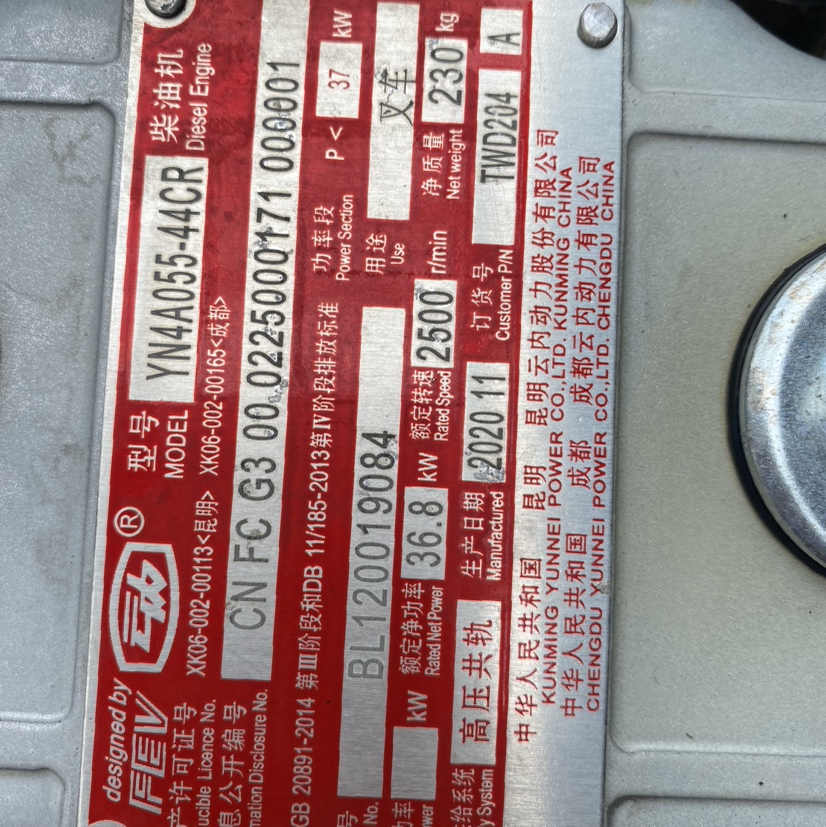 designed by
FEV
®
型号 YN4A055-44CR 柴油机
MODEL Diesel Engine
产许可证号 XK06-002-00113<昆明> XK06-002-00165<成都>
ucible Licence No.
息公开编号 CN FC G3 00 0225000171 000001
mation Disclosure No.
GB 20891-2014 第Ⅲ阶段和DB 11/185-2013第Ⅳ阶段排放标准 功率段 P < 37 kW
Power Section
号 BL120019084 用途 叉车
No. Use
功率 kW 额定净功率 36.8 kW 额定转速 2500 r/min 净质量 230 kg
ower Rated Net Power Rated Speed Net weight
供给系统 高压共轨 生产日期 2020 11 订货号 TWD204 A
y System Manufactured Customer P/N
中华人民共和国 昆明 昆明云内动力股份有限公司
KUNMING YUNNEI POWER CO.,LTD. KUNMING CHINA
中华人民共和国 成都 成都云内动力有限公司
CHENGDU YUNNEI POWER CO.,LTD. CHENGDU CHINA